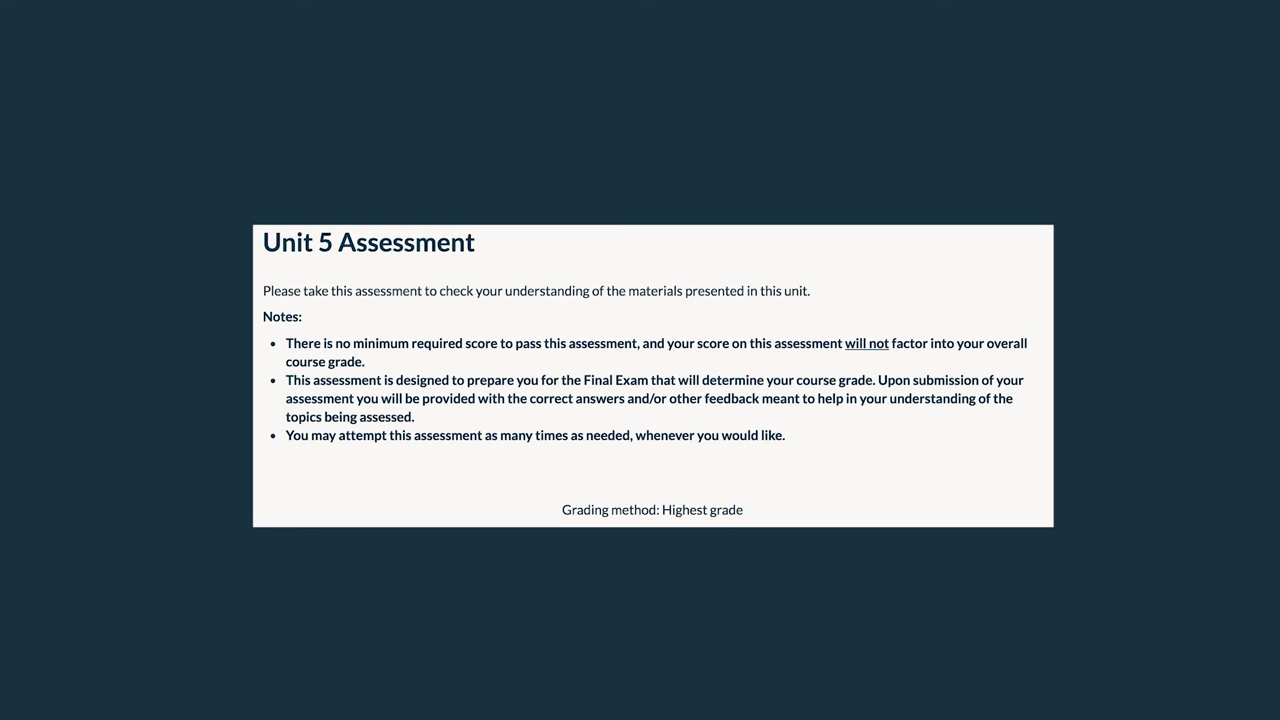 Unit 5 Assessment
Please take this assessment to check your understanding of the materials presented in this unit.
Notes:
• There is no minimum required score to pass this assessment, and your score on this assessment will not factor into your overall
course grade.
• This assessment is designed to prepare you for the Final Exam that will determine your course grade. Upon submission of your
assessment you will be provided with the correct answers and/or other feedback meant to help in your understanding of the
topics being assessed.
• You may attempt this assessment as many times as needed, whenever you would like.
Grading method: Highest grade